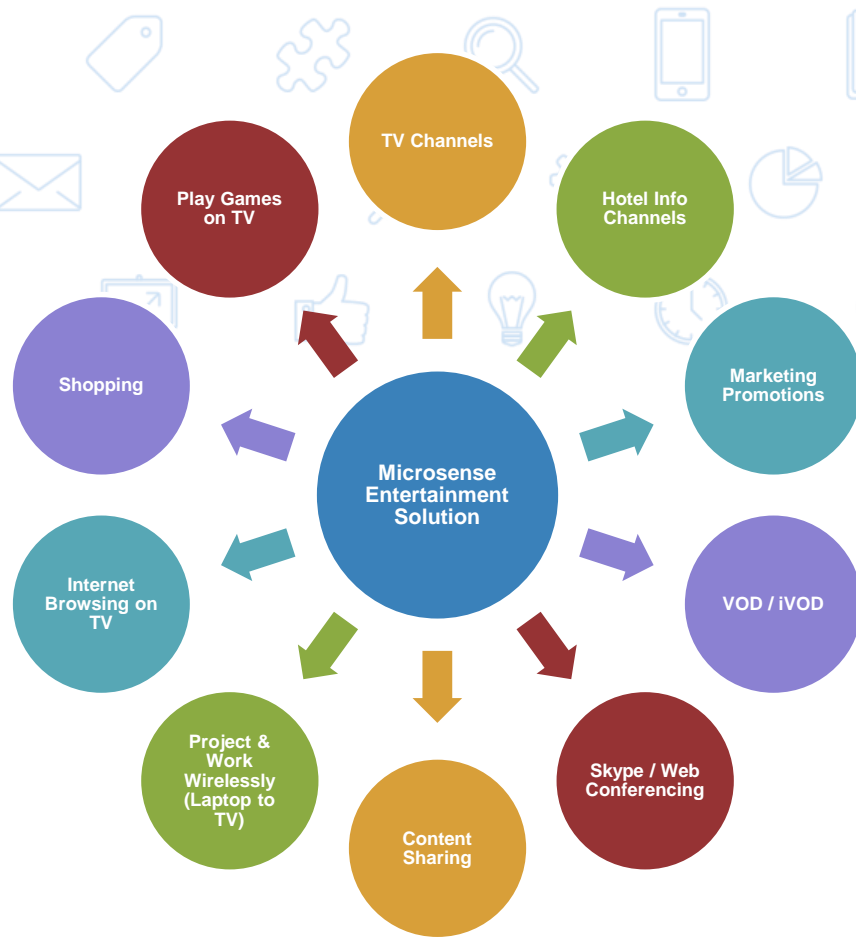 TV Channels
Hotel Info
Channels
Marketing
Promotions
VOD / iVOD
Skype / Web
Conferencing
Content
Sharing
Project &
Work
Wirelessly
(Laptop to
TV)
Internet
Browsing on
TV
Shopping
Play Games
on TV
Microsense
Entertainment
Solution